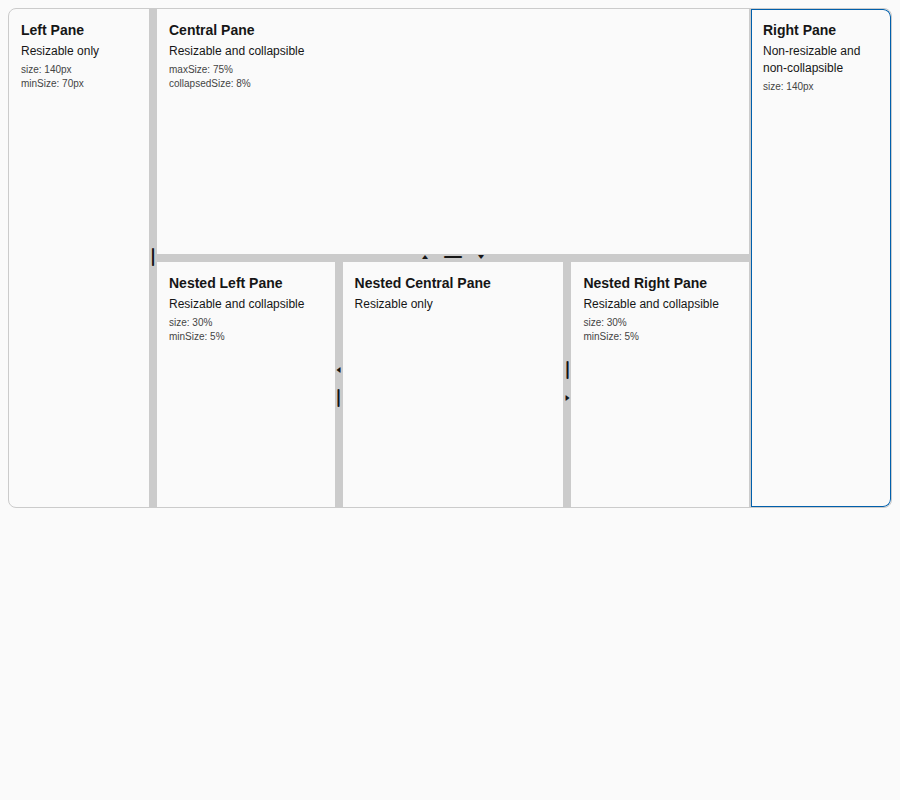 Left Pane
Resizable only
size: 140px
minSize: 70px
Central Pane
Resizable and collapsible
maxSize: 75%
collapsedSize: 8%
Nested Left Pane
Resizable and collapsible
size: 30%
minSize: 5%
Nested Central Pane
Resizable only
Nested Right Pane
Resizable and collapsible
size: 30%
minSize: 5%
Right Pane
Non-resizable and
non-collapsible
size: 140px